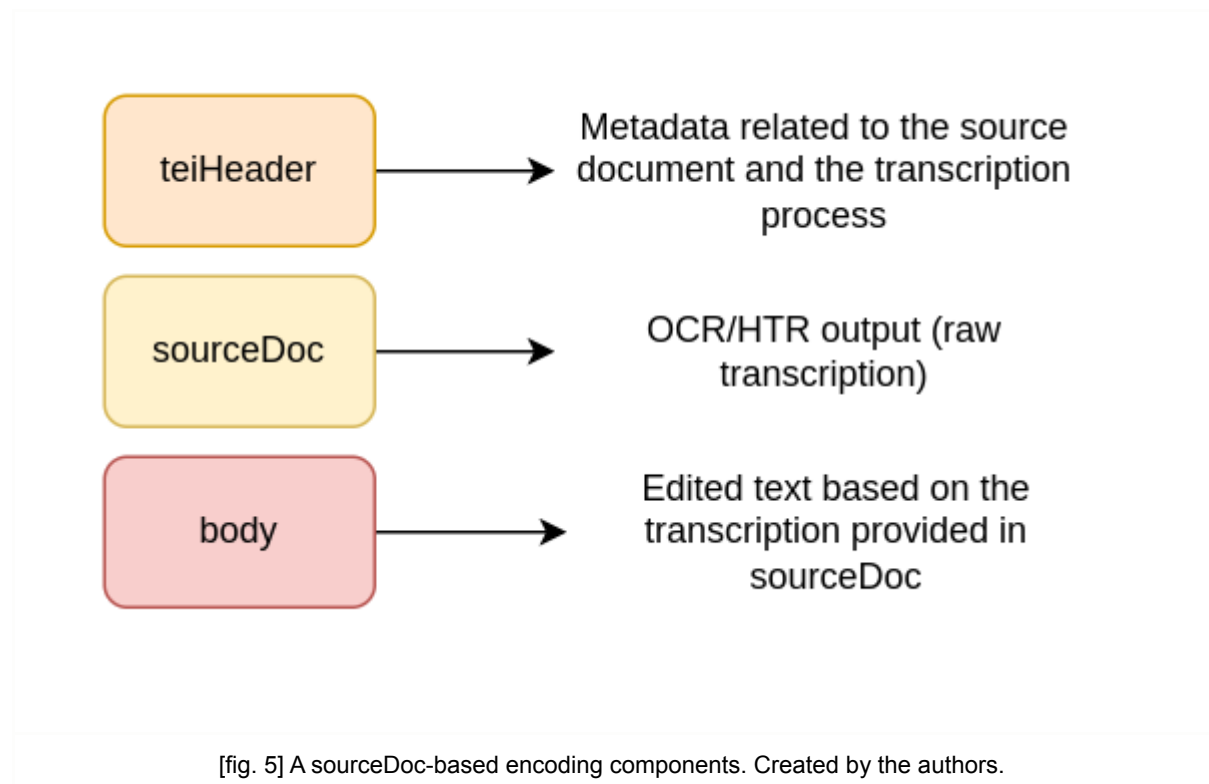 teiHeader
Metadata related to the source
document and the transcription
process
sourceDoc
OCR/HTR output (raw
transcription)
body
Edited text based on the
transcription provided in
sourceDoc
[fig. 5] A sourceDoc-based encoding components. Created by the authors.